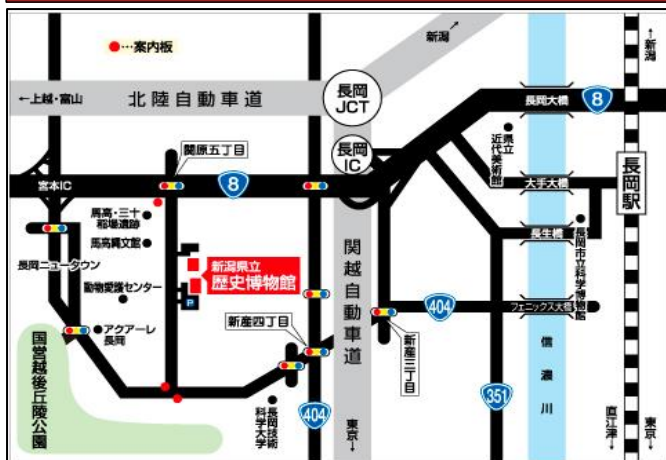 ●…案内板
新潟
↑新潟
←上越・富山
北陸自動車道
長岡
JCT
長岡大橋
8
長岡
IC
関原五丁目
県立
近代美術館
宮本IC
8
大手大橋
長岡駅
馬高・三十
稲場遺跡
長生橋
馬高縄文館
新潟県立
歴史博物館
関越自動車道
長岡市立科学博物館
長岡ニュータウン
動物愛護センター
P
404
フェニックス大橋
アクアーレ
長岡
新産四丁目
新産三丁目
国営越後丘陵公園
信濃川
351
長岡技術
科学大学
404
東京↓
直江津↓
東京↓